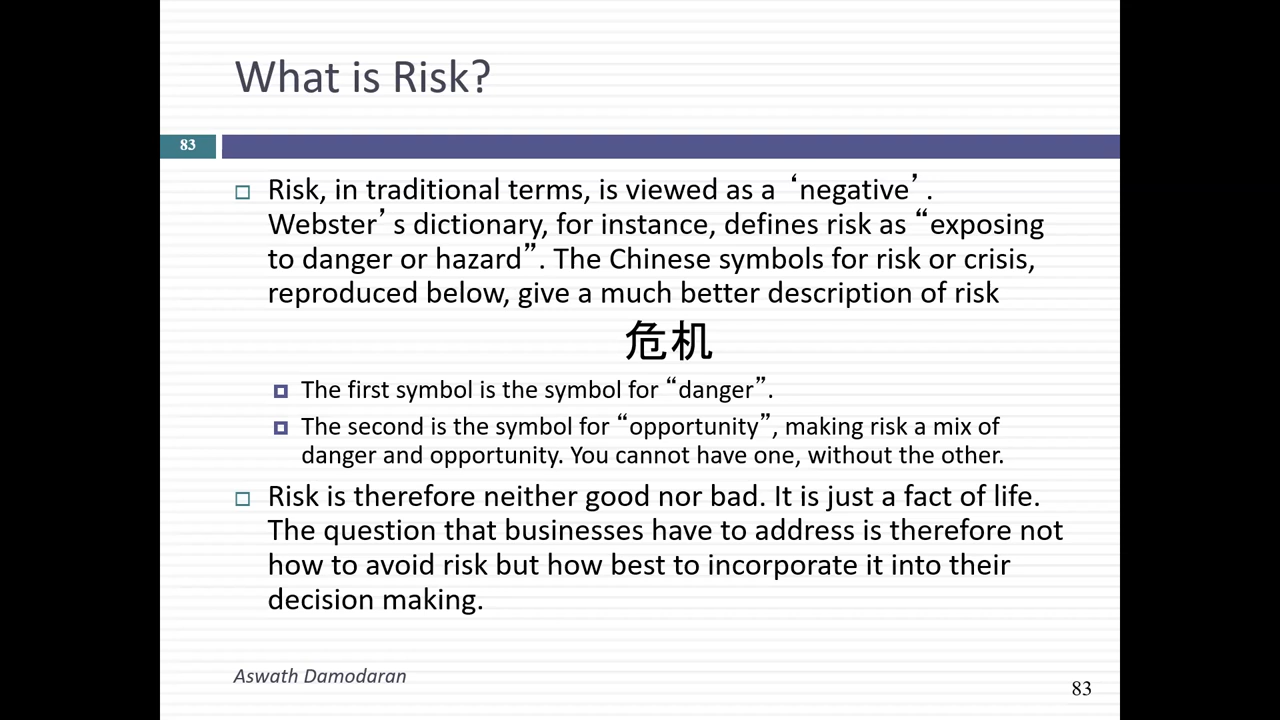 What is Risk?
83
Risk, in traditional terms, is viewed as a ‘negative’.
Webster’s dictionary, for instance, defines risk as “exposing
to danger or hazard”. The Chinese symbols for risk or crisis,
reproduced below, give a much better description of risk
危机
The first symbol is the symbol for “danger”.
The second is the symbol for “opportunity”, making risk a mix of
danger and opportunity. You cannot have one, without the other.
Risk is therefore neither good nor bad. It is just a fact of life.
The question that businesses have to address is therefore not
how to avoid risk but how best to incorporate it into their
decision making.
Aswath Damodaran
83